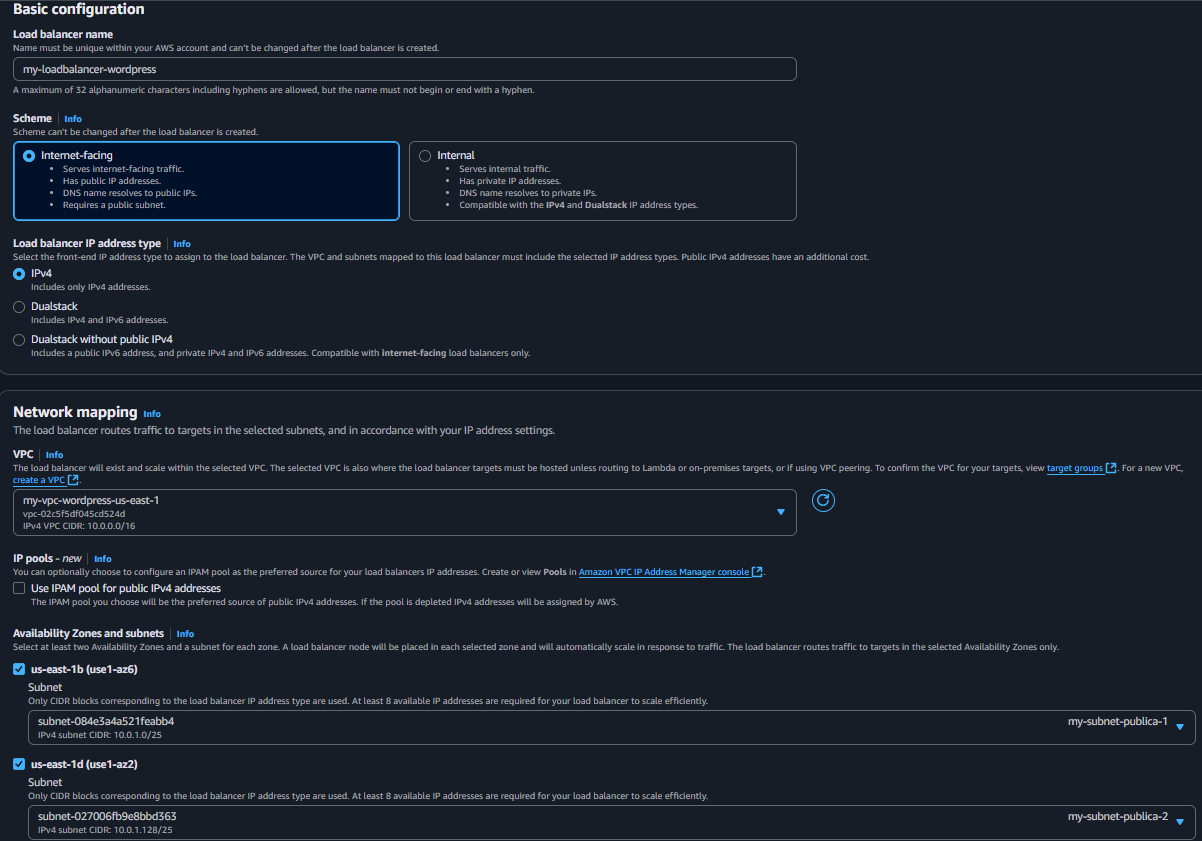 Basic configuration
Load balancer name
Name must be unique within your AWS account and can't be changed after the load balancer is created.
my-loadbalancer-wordpress
A maximum of 32 alphanumeric characters including hyphens are allowed, but the name must not begin or end with a hyphen.
Scheme Info
Scheme can't be changed after the load balancer is created.
Internet-facing
• Serves internet-facing traffic.
• Has public IP addresses.
• DNS name resolves to public IPs.
• Requires a public subnet.
Internal
• Serves internal traffic.
• Has private IP addresses.
• DNS name resolves to private IPs.
• Compatible with the IPv4 and Dualstack IP address types.
Load balancer IP address type Info
Select the front-end IP address type to assign to the load balancer. The VPC and subnets mapped to this load balancer must include the selected IP address types. Public IPv4 addresses have an additional cost.
IPv4
Includes only IPv4 addresses.
Dualstack
Includes IPv4 and IPv6 addresses.
Dualstack without public IPv4
Includes a public IPv6 address, and private IPv4 and IPv6 addresses. Compatible with internet-facing load balancers only.
Network mapping Info
The load balancer routes traffic to targets in the selected subnets, and in accordance with your IP address settings.
VPC Info
The load balancer will exist and scale within the selected VPC. The selected VPC is also where the load balancer targets must be hosted unless routing to Lambda or on-premises targets, or if using VPC peering. To confirm the VPC for your targets, view target groups. For a new VPC,
create a VPC.
my-vpc-wordpress-us-east-1
vpc-02c5f5df045cd524d
IPv4 VPC CIDR: 10.0.0.0/16
IP pools - new Info
You can optionally choose to configure an IPAM pool as the preferred source for your load balancers IP addresses. Create or view Pools in Amazon VPC IP Address Manager console.
Use IPAM pool for public IPv4 addresses
The IPAM pool you choose will be the preferred source of public IPv4 addresses. If the pool is depleted IPv4 addresses will be assigned by AWS.
Availability Zones and subnets Info
Select at least two Availability Zones and a subnet for each zone. A load balancer node will be placed in each selected zone and will automatically scale in response to traffic. The load balancer routes traffic to targets in the selected Availability Zones only.
us-east-1b (use1-az6)
Subnet
Only CIDR blocks corresponding to the load balancer IP address type are used. At least 8 available IP addresses are required for your load balancer to scale efficiently.
subnet-084e3a4a521feabb4 my-subnet-publica-1
IPv4 subnet CIDR: 10.0.1.0/25
us-east-1d (use1-az2)
Subnet
Only CIDR blocks corresponding to the load balancer IP address type are used. At least 8 available IP addresses are required for your load balancer to scale efficiently.
subnet-027006fb9e8bbd363 my-subnet-publica-2
IPv4 subnet CIDR: 10.0.1.128/25